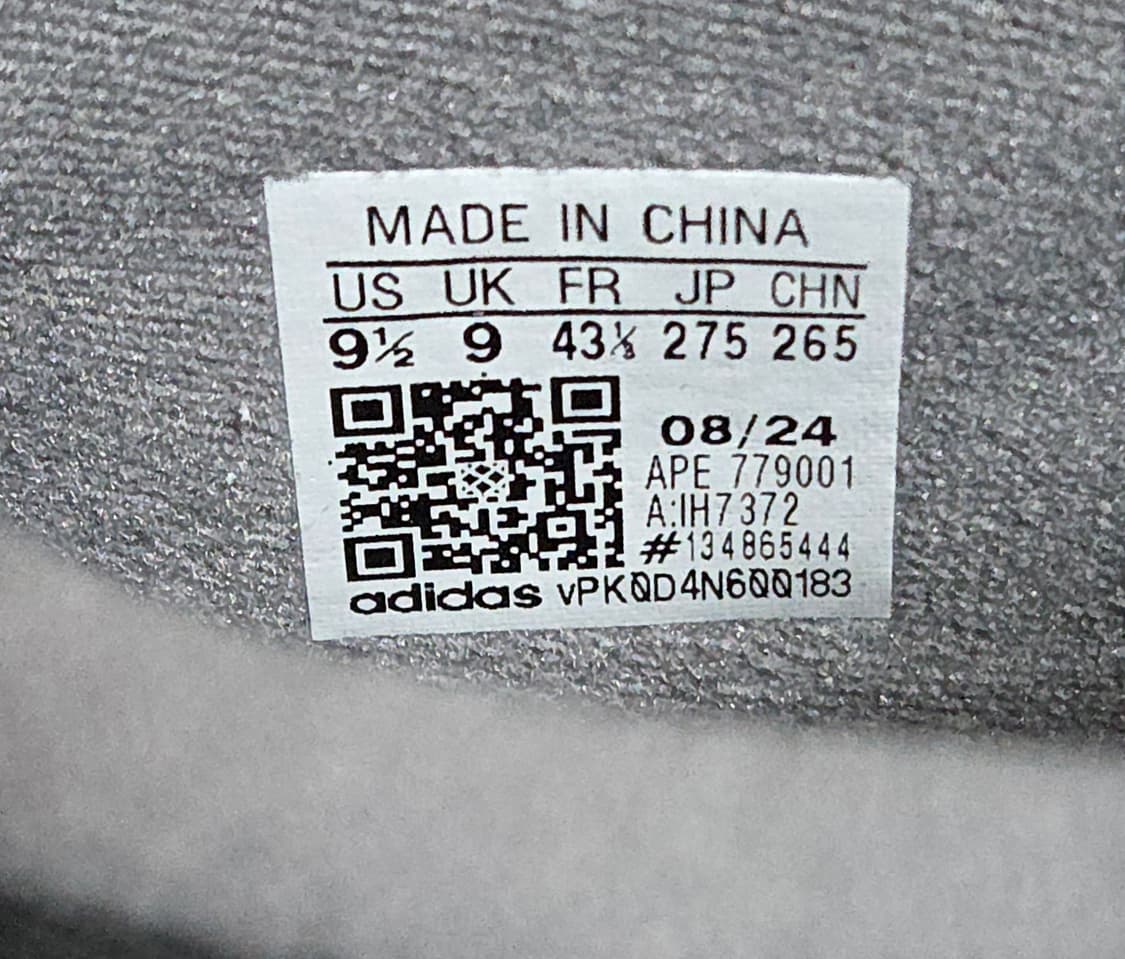 MADE IN CHINA
US UK FR JP CHN
9½ 9 43⅓ 275 265
08/24
APE 779001
A:IH7372
#134865444
adidas vPK0D4N600183